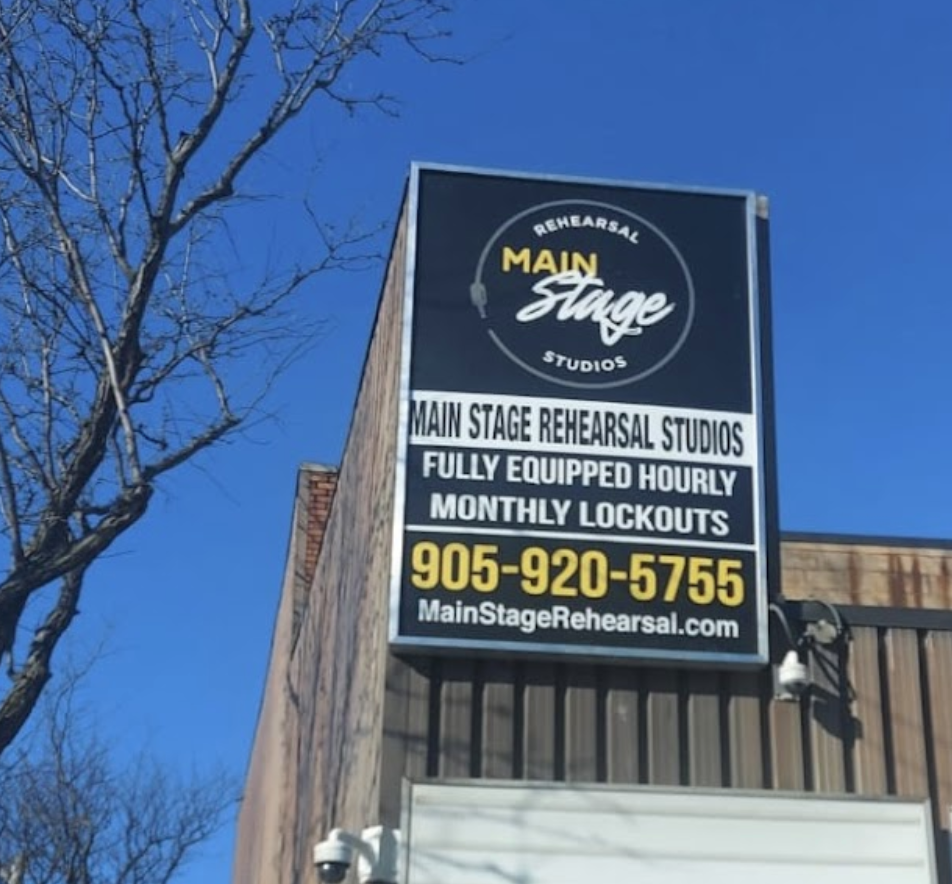 REHEARSAL
MAIN
Stage
STUDIOS
MAIN STAGE REHEARSAL STUDIOS
FULLY EQUIPPED HOURLY
MONTHLY LOCKOUTS
905-920-5755
MainStageRehearsal.com